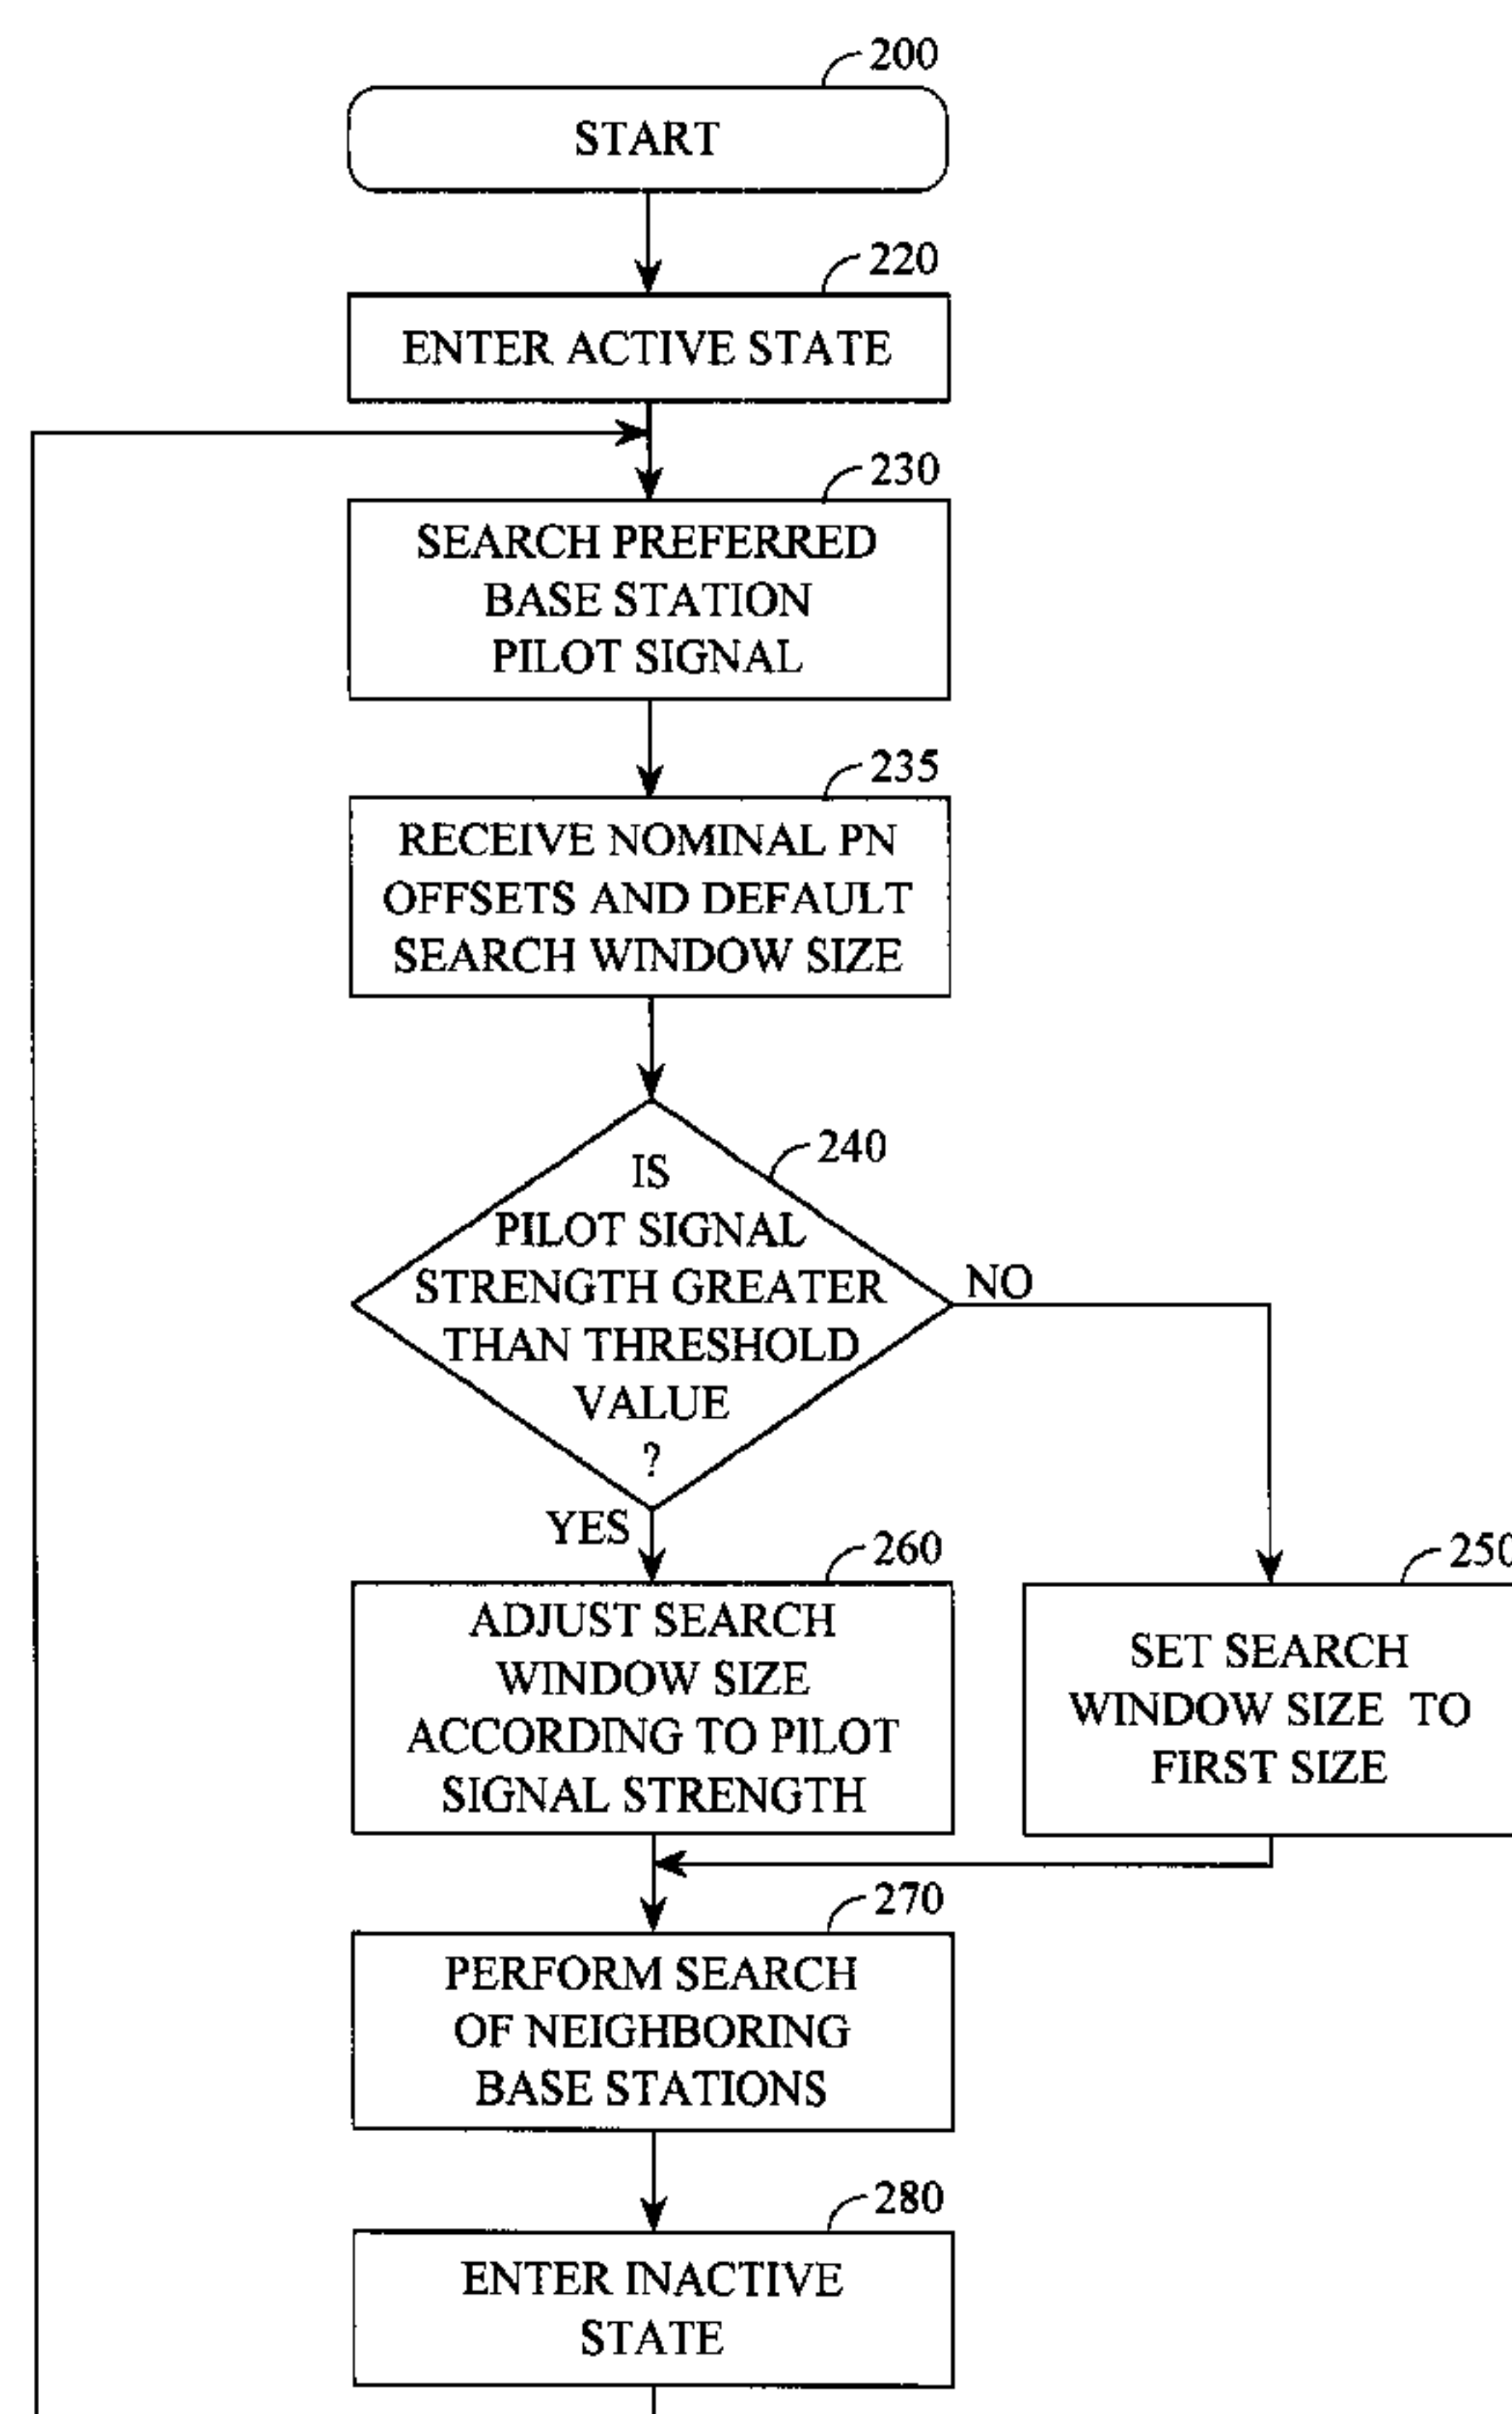 200
START
220
ENTER ACTIVE STATE
230
SEARCH PREFERRED
BASE STATION
PILOT SIGNAL
235
RECEIVE NOMINAL PN
OFFSETS AND DEFAULT
SEARCH WINDOW SIZE
240
IS
PILOT SIGNAL
STRENGTH GREATER
THAN THRESHOLD
VALUE
?
NO
YES
260
ADJUST SEARCH
WINDOW SIZE
ACCORDING TO PILOT
SIGNAL STRENGTH
250
SET SEARCH
WINDOW SIZE TO
FIRST SIZE
270
PERFORM SEARCH
OF NEIGHBORING
BASE STATIONS
280
ENTER INACTIVE
STATE